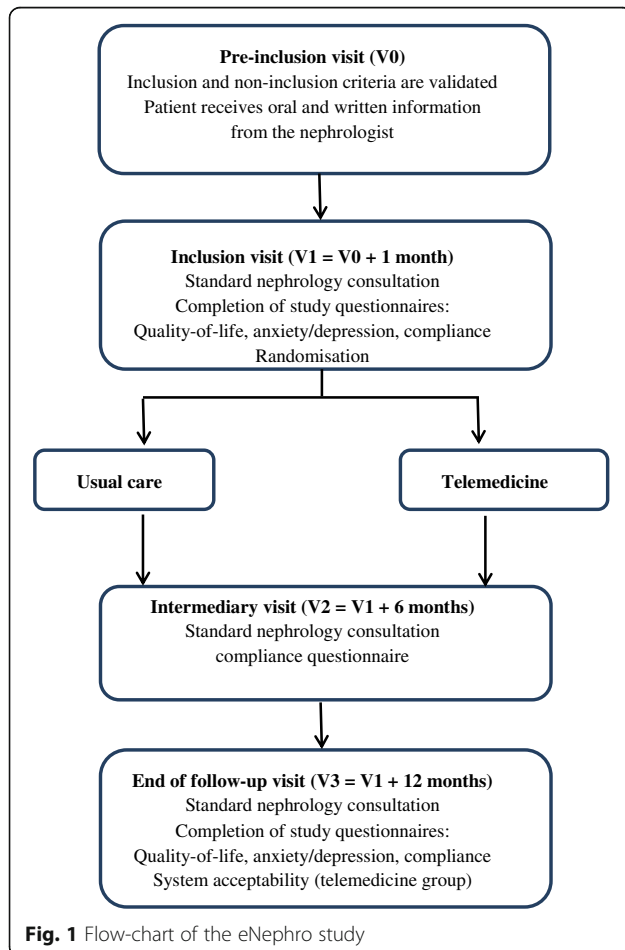 Pre-inclusion visit (V0)
Inclusion and non-inclusion criteria are validated
Patient receives oral and written information
from the nephrologist
Inclusion visit (V1 = V0 + 1 month)
Standard nephrology consultation
Completion of study questionnaires:
Quality-of-life, anxiety/depression, compliance
Randomisation
Usual care
Telemedicine
Intermediary visit (V2 = V1 + 6 months)
Standard nephrology consultation
compliance questionnaire
End of follow-up visit (V3 = V1 + 12 months)
Standard nephrology consultation
Completion of study questionnaires:
Quality-of-life, anxiety/depression, compliance
System acceptability (telemedicine group)
Fig. 1 Flow-chart of the eNephro study